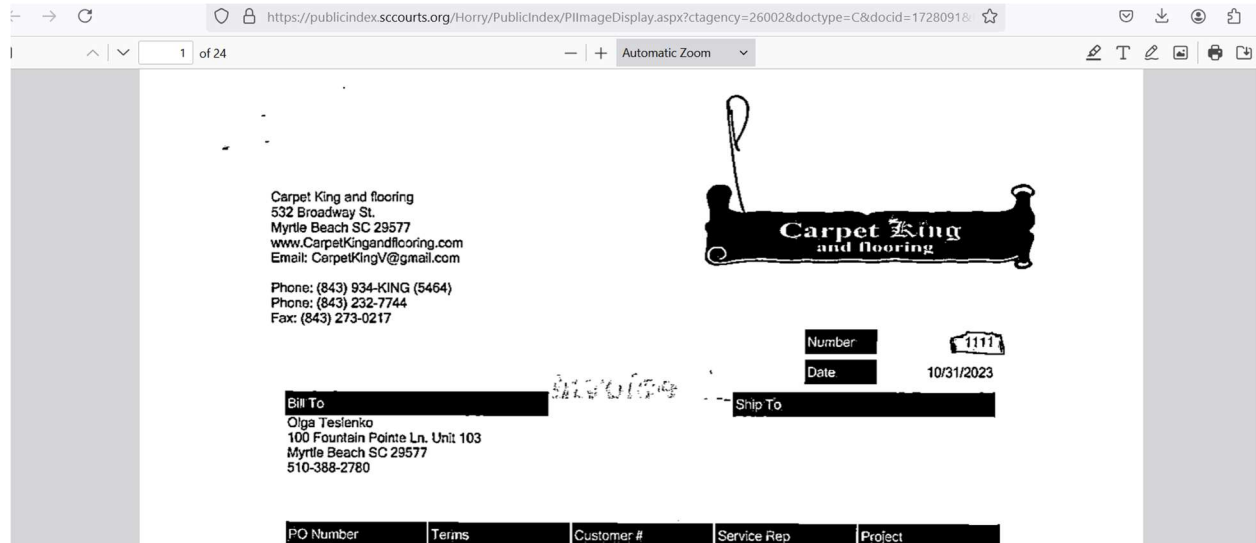 https://publicindex.sccourts.org/Horry/PublicIndex/PIImageDisplay.aspx?ctagency=26002&doctype=C&docid=1728091&
1 of 24
Automatic Zoom
Carpet King and flooring
532 Broadway St.
Myrtle Beach SC 29577
www.CarpetKingandflooring.com
Email: CarpetKingV@gmail.com
Phone: (843) 934-KING (5464)
Phone: (843) 232-7744
Fax: (843) 273-0217
Carpet King
and flooring
Number 1111
Date 10/31/2023
Invoice
Bill To
Ship To
Olga Teslenko
100 Fountain Pointe Ln. Unit 103
Myrtle Beach SC 29577
510-388-2780
PO Number Terms Customer # Service Rep Project